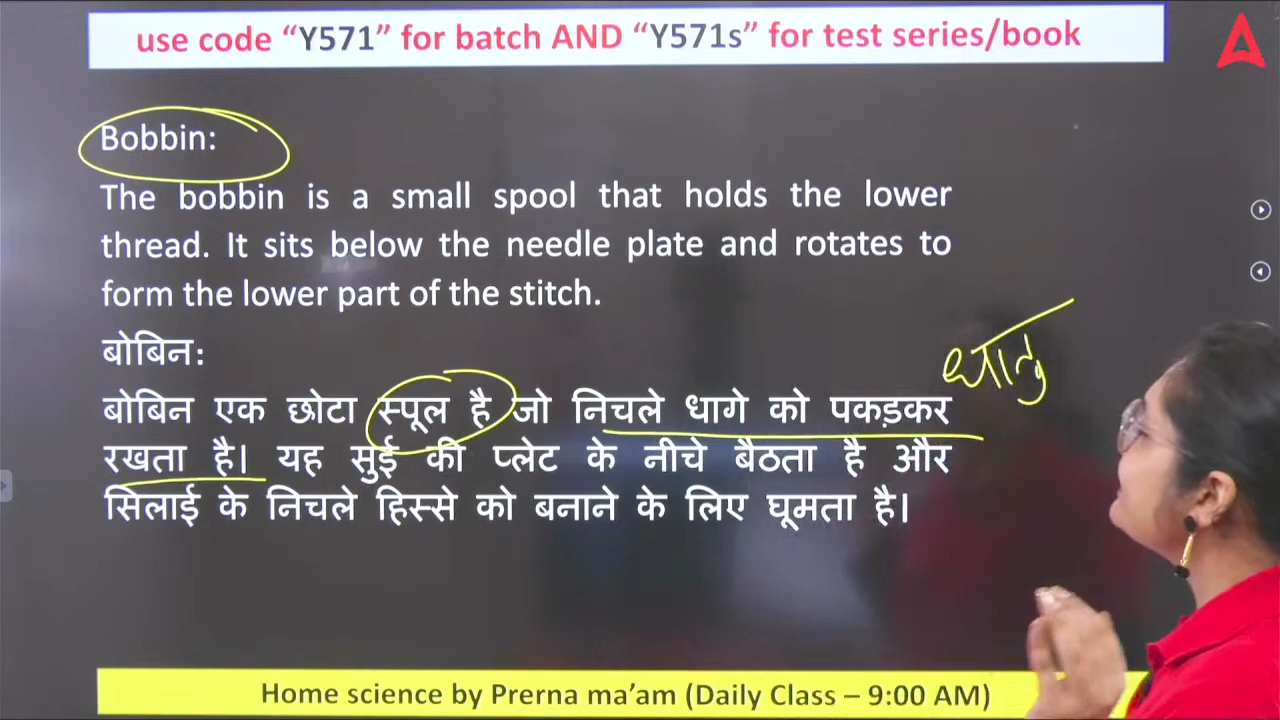 use code “Y571” for batch AND “Y571s” for test series/book
Bobbin:
The bobbin is a small spool that holds the lower
thread. It sits below the needle plate and rotates to
form the lower part of the stitch.
बोबिन:
धातु
बोबिन एक छोटा स्पूल है जो निचले धागे को पकड़कर
रखता है। यह सुई की प्लेट के नीचे बैठता है और
सिलाई के निचले हिस्से को बनाने के लिए घूमता है।
Home science by Prerna ma’am (Daily Class – 9:00 AM)